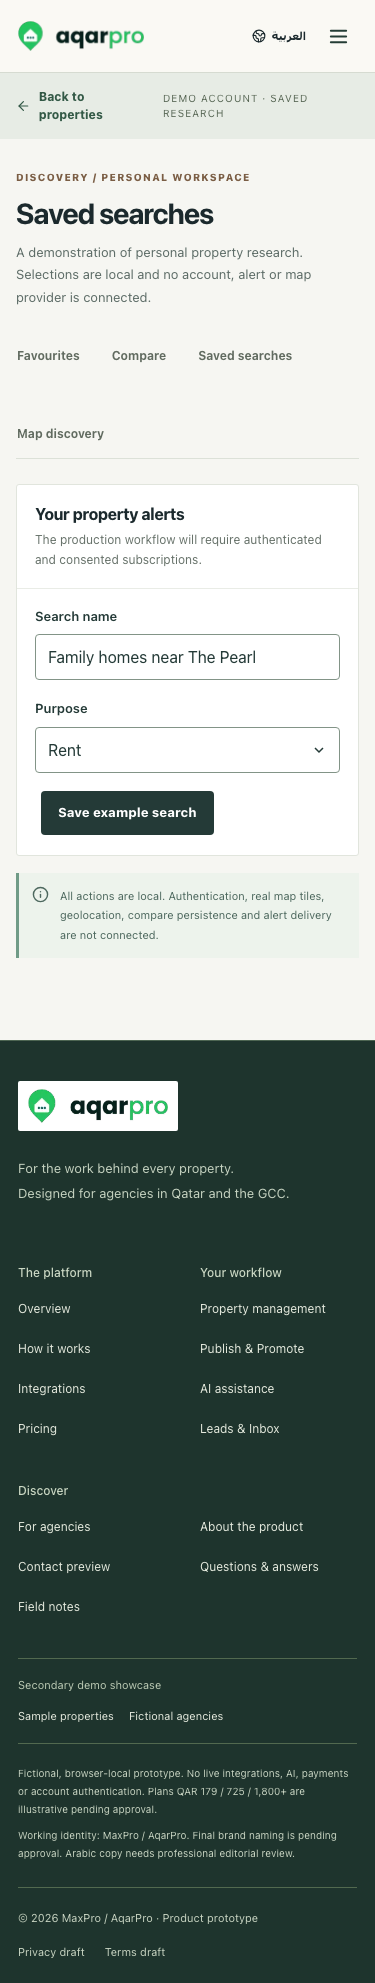 aqarpro
العربية
Back to
properties
DEMO ACCOUNT · SAVED
RESEARCH
DISCOVERY / PERSONAL WORKSPACE
Saved searches
A demonstration of personal property research.
Selections are local and no account, alert or map
provider is connected.
Favourites
Compare
Saved searches
Map discovery
Your property alerts
The production workflow will require authenticated
and consented subscriptions.
Search name
Family homes near The Pearl
Purpose
Rent
Save example search
All actions are local. Authentication, real map tiles,
geolocation, compare persistence and alert delivery
are not connected.
aqarpro
For the work behind every property.
Designed for agencies in Qatar and the GCC.
The platform
Overview
How it works
Integrations
Pricing
Your workflow
Property management
Publish & Promote
AI assistance
Leads & Inbox
Discover
For agencies
About the product
Contact preview
Questions & answers
Field notes
Secondary demo showcase
Sample properties
Fictional agencies
Fictional, browser-local prototype. No live integrations, AI, payments
or account authentication. Plans QAR 179 / 725 / 1,800+ are
illustrative pending approval.
Working identity: MaxPro / AqarPro. Final brand naming is pending
approval. Arabic copy needs professional editorial review.
© 2026 MaxPro / AqarPro · Product prototype
Privacy draft
Terms draft